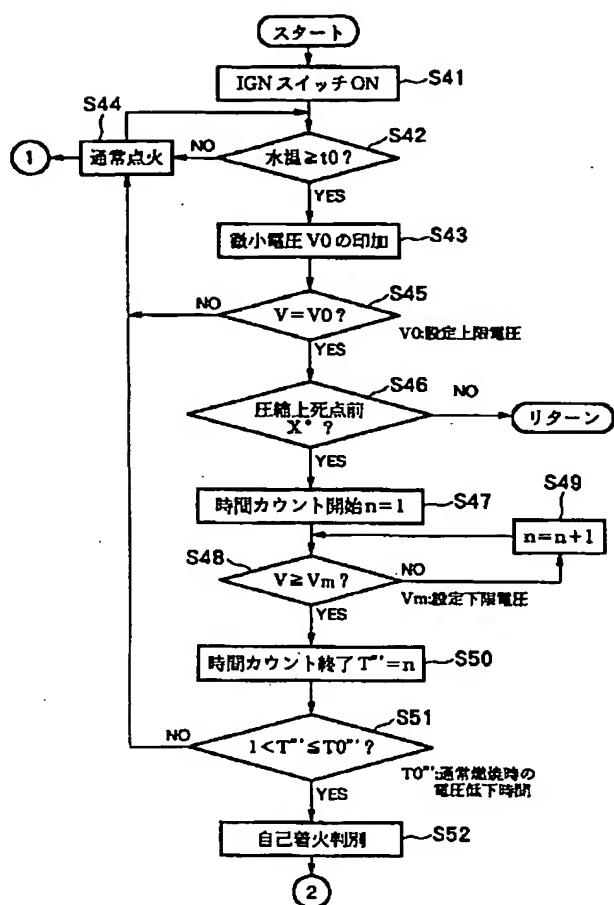 スタート
IGN スイッチ ON
S41
S44
通常点火
1
NO
水温≧t0?
S42
YES
微小電圧 V0 の印加
S43
NO
V=V0?
S45
V0:設定上限電圧
YES
圧縮上死点前
X°?
S46
NO
リターン
YES
時間カウント開始 n=1
S47
S49
n=n+1
S48
V≧Vm?
NO
Vm:設定下限電圧
YES
時間カウント終了 T"'=n
S50
NO
1<T"'≦T0"'?
S51
T0"':通常燃焼時の
電圧低下時間
YES
自己着火判別
S52
2